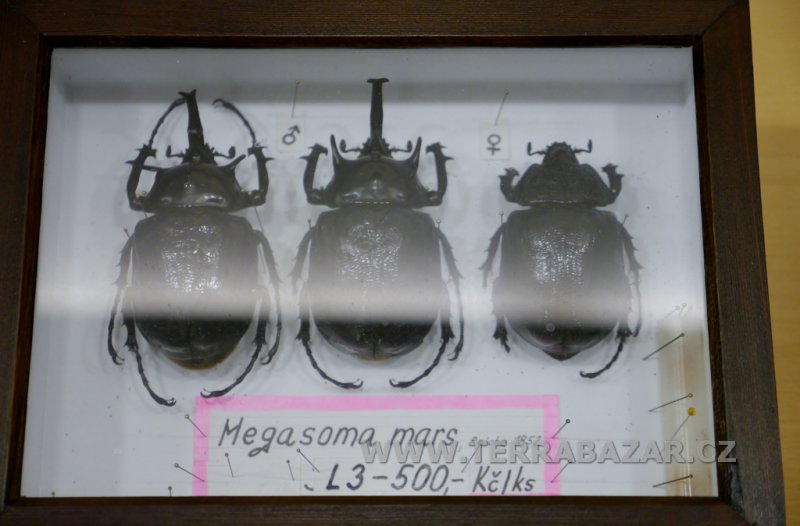 ♂
♀
Megasoma mars
L3-500,- Kč/ks
WWW.TERRABAZAR.CZ